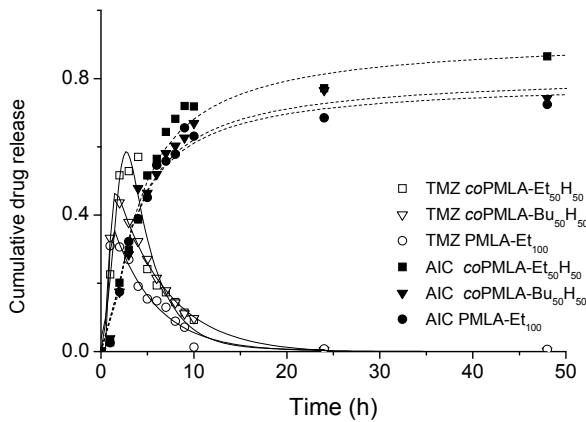 Cumulative drug release
0.8
0.4
0.0
0
10
20
30
40
50
Time (h)
TMZ coPMLA-Et₅₀H₅₀
TMZ coPMLA-Bu₅₀H₅₀
TMZ PMLA-Et₁₀₀
AIC coPMLA-Et₅₀H₅₀
AIC coPMLA-Bu₅₀H₅₀
AIC PMLA-Et₁₀₀